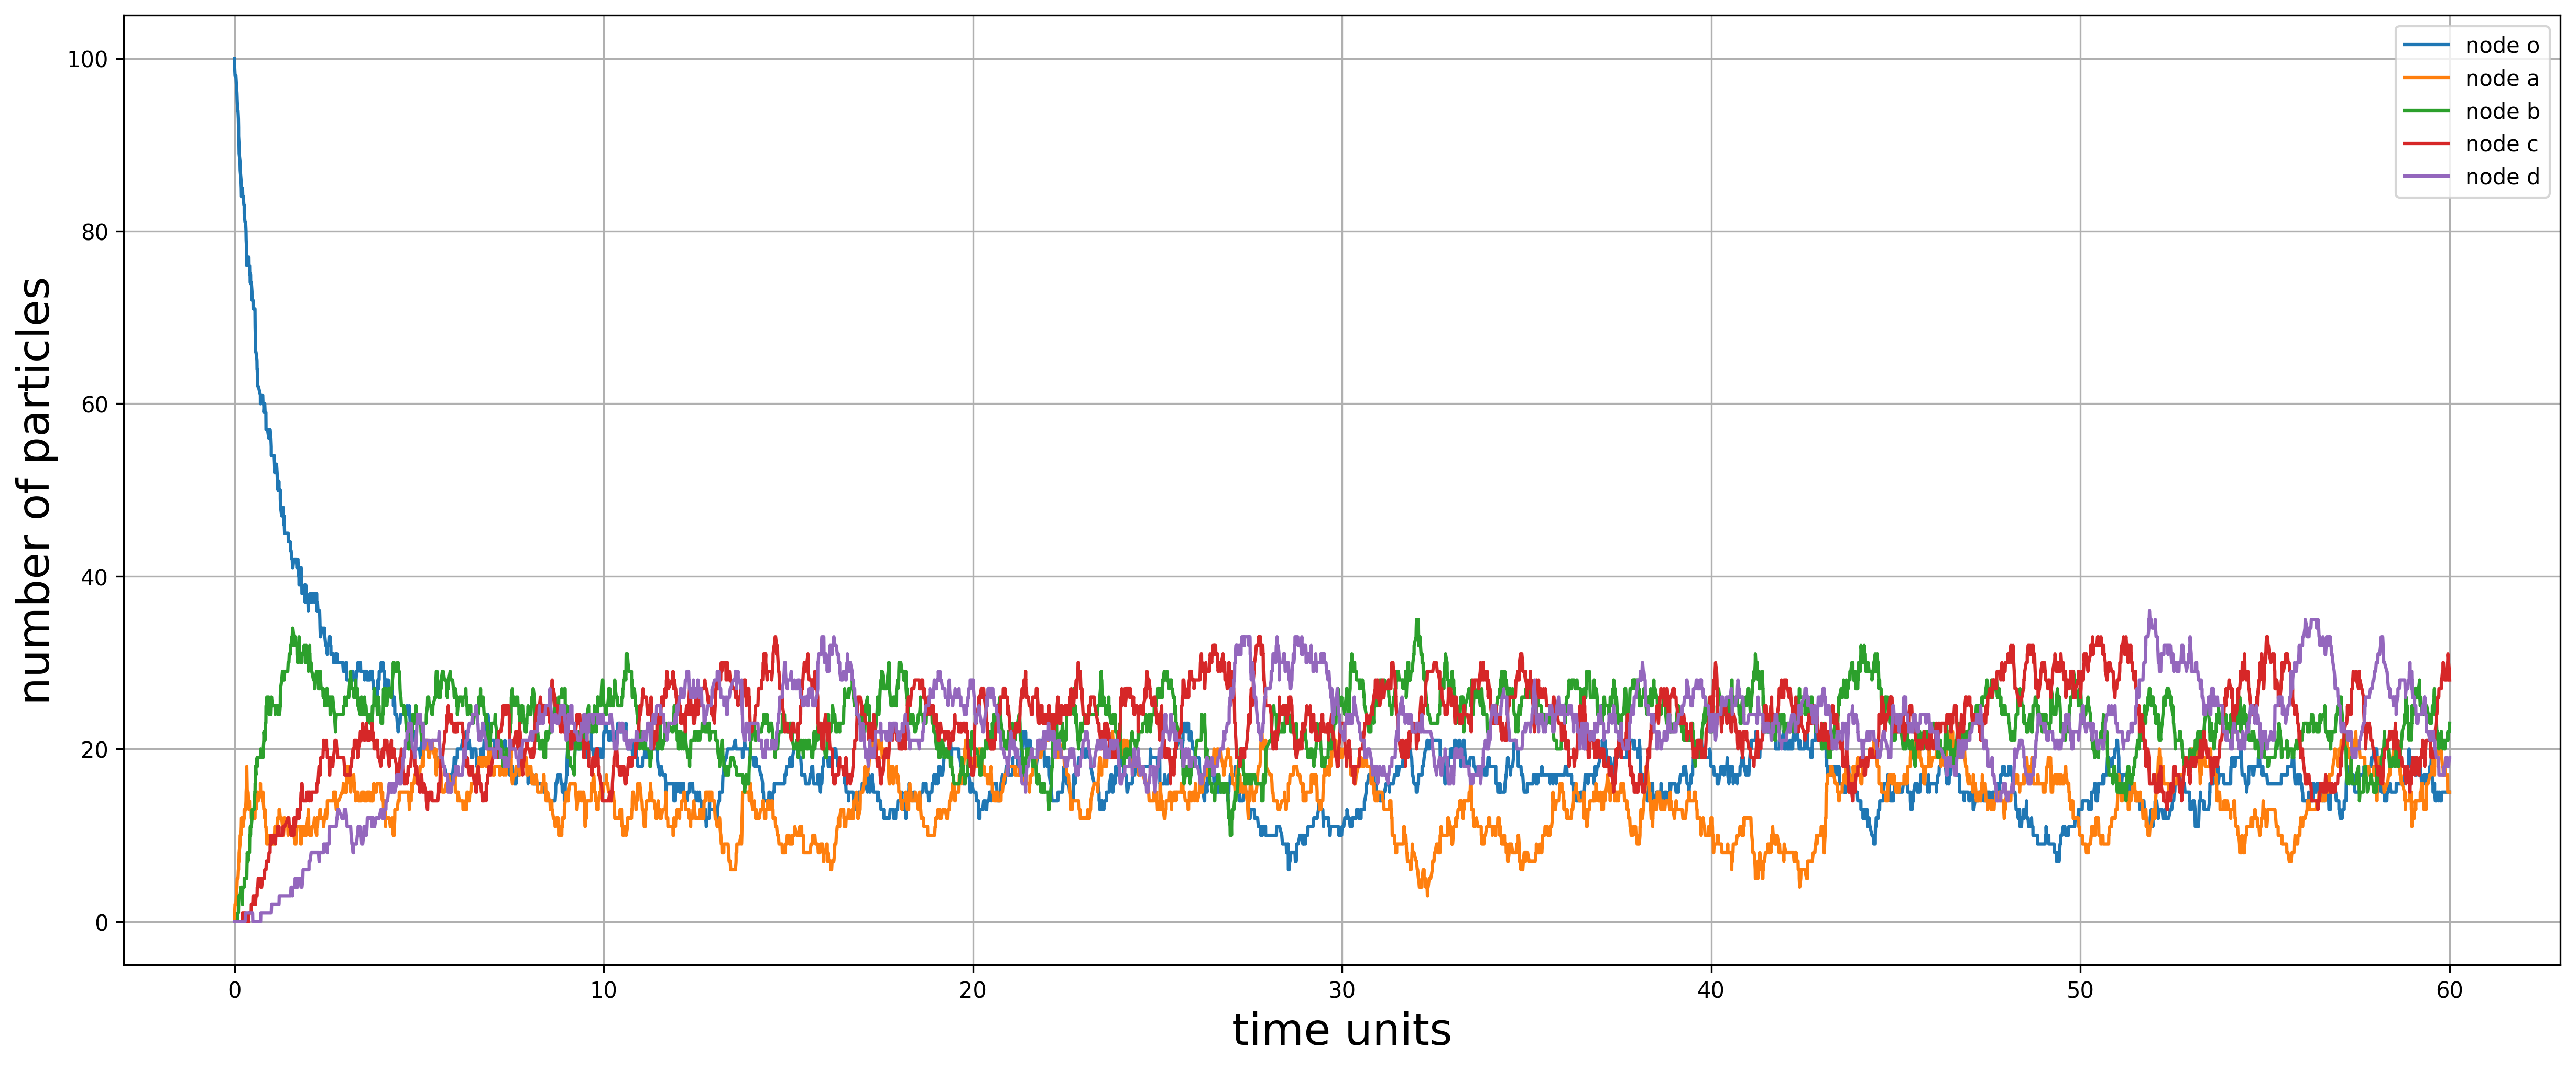 number of particles
100
80
60
40
20
0
0 10 20 30 40 50 60
time units
node o
node a
node b
node c
node d